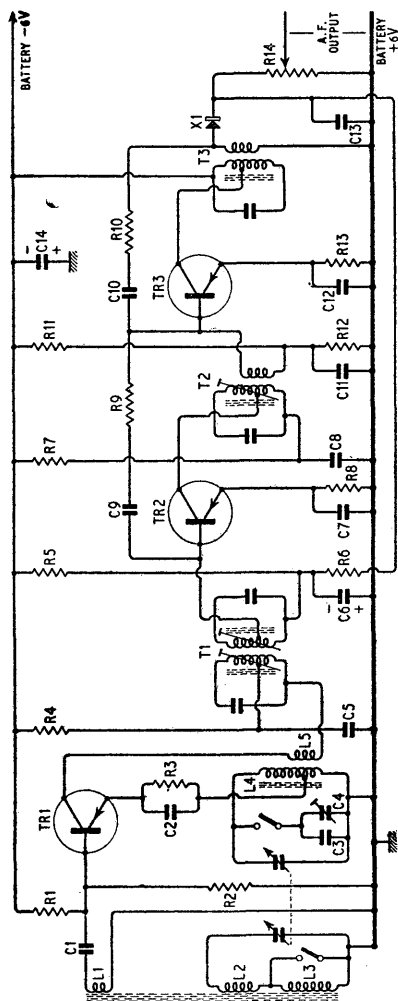 BATTERY -6V
R1
R4
R5
R7
R11
C14
-
+
TR1
C9
R9
C10
R10
X1
R14
A.F.
OUTPUT
C1
L1
C2
R3
T1
TR2
T2
TR3
T3
L5
L4
L2
L3
R2
C3
C4
C5
C6
-
+
R6
C7
R8
C8
C11
R12
C12
R13
C13
BATTERY
+6V